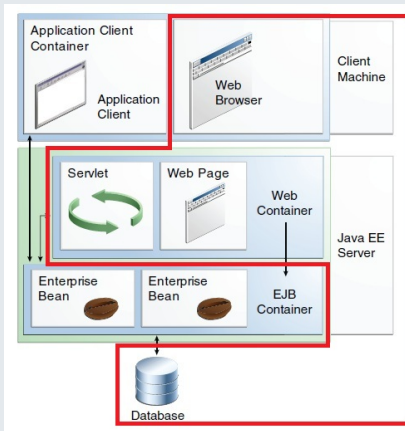 Application Client
Container
Application
Client
Web
Browser
Client
Machine
Servlet
Web Page
Web
Container
Java EE
Server
Enterprise
Bean
Enterprise
Bean
EJB
Container
Database